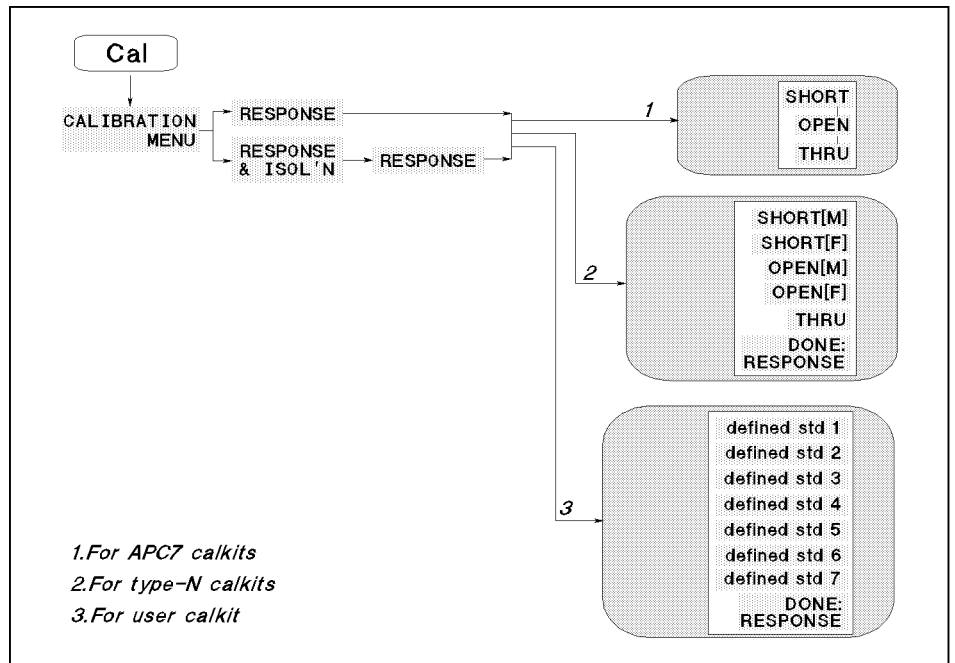 Cal
CALIBRATION
MENU
RESPONSE
RESPONSE
& ISOL'N
RESPONSE
1
SHORT
OPEN
THRU
2
SHORT[M]
SHORT[F]
OPEN[M]
OPEN[F]
THRU
DONE:
RESPONSE
3
defined std 1
defined std 2
defined std 3
defined std 4
defined std 5
defined std 6
defined std 7
DONE:
RESPONSE
1.For APC7 calkits
2.For type-N calkits
3.For user calkit